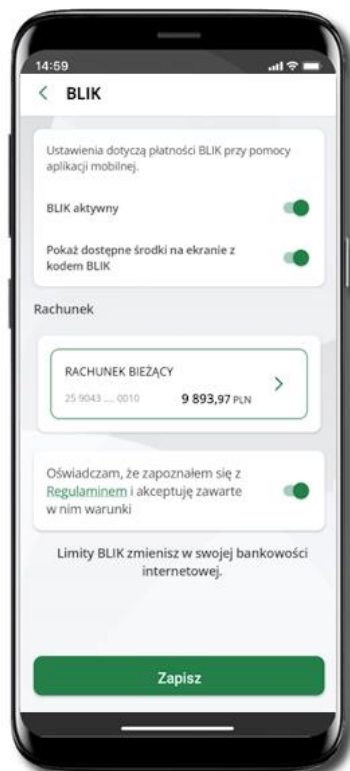 14:59
BLIK
Ustawienia dotyczą płatności BLIK przy pomocy
aplikacji mobilnej.
BLIK aktywny
Pokaż dostępne środki na ekranie z
kodem BLIK
Rachunek
RACHUNEK BIEŻĄCY
25 9043 .... 0010 9 893,97 PLN
Oświadczam, że zapoznałem się z
Regulaminem i akceptuję zawarte
w nim warunki
Limity BLIK zmienisz w swojej bankowości
internetowej.
Zapisz